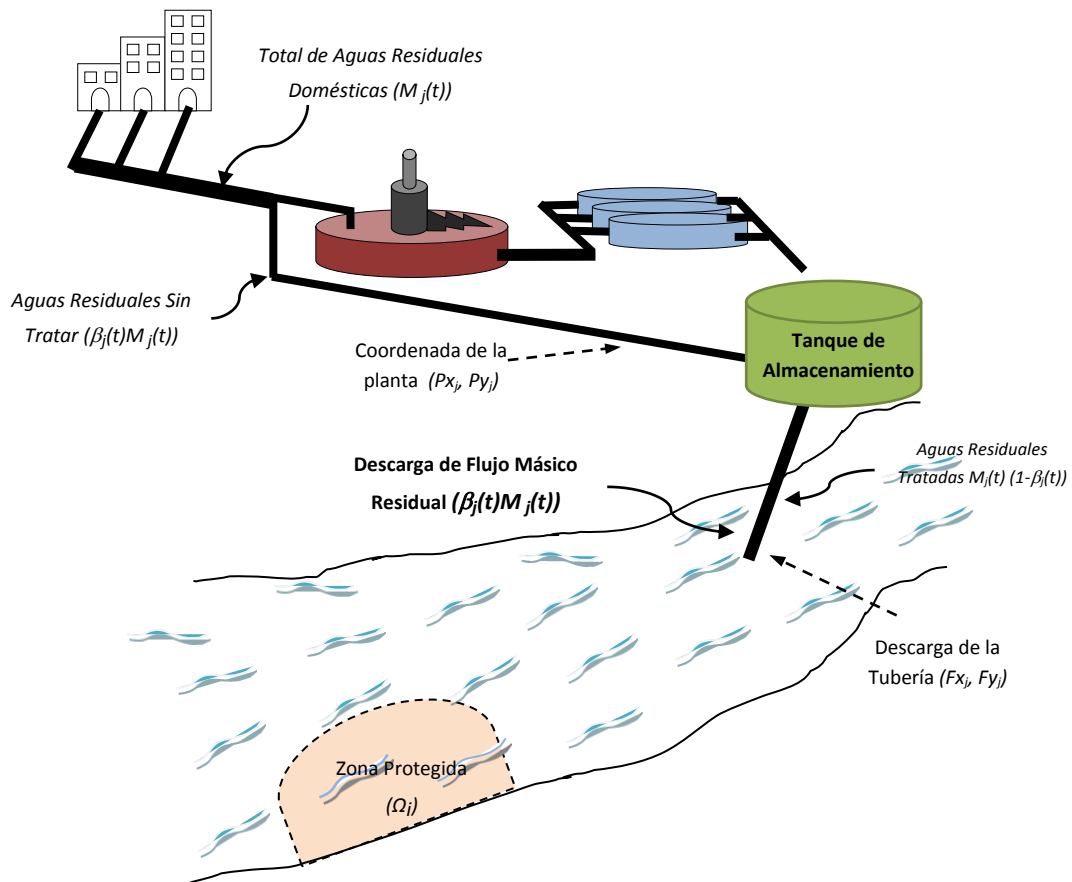 Total de Aguas Residuales
Domésticas (M j(t))
Aguas Residuales Sin
Tratar (βj(t)M j(t))
Coordenada de la
planta (Pxj, Pyj)
Tanque de
Almacenamiento
Descarga de Flujo Másico
Residual (βj(t)M j(t))
Aguas Residuales
Tratadas Mj(t) (1-βj(t))
Descarga de la
Tubería (Fxj, Fyj)
Zona Protegida
(Ωi)